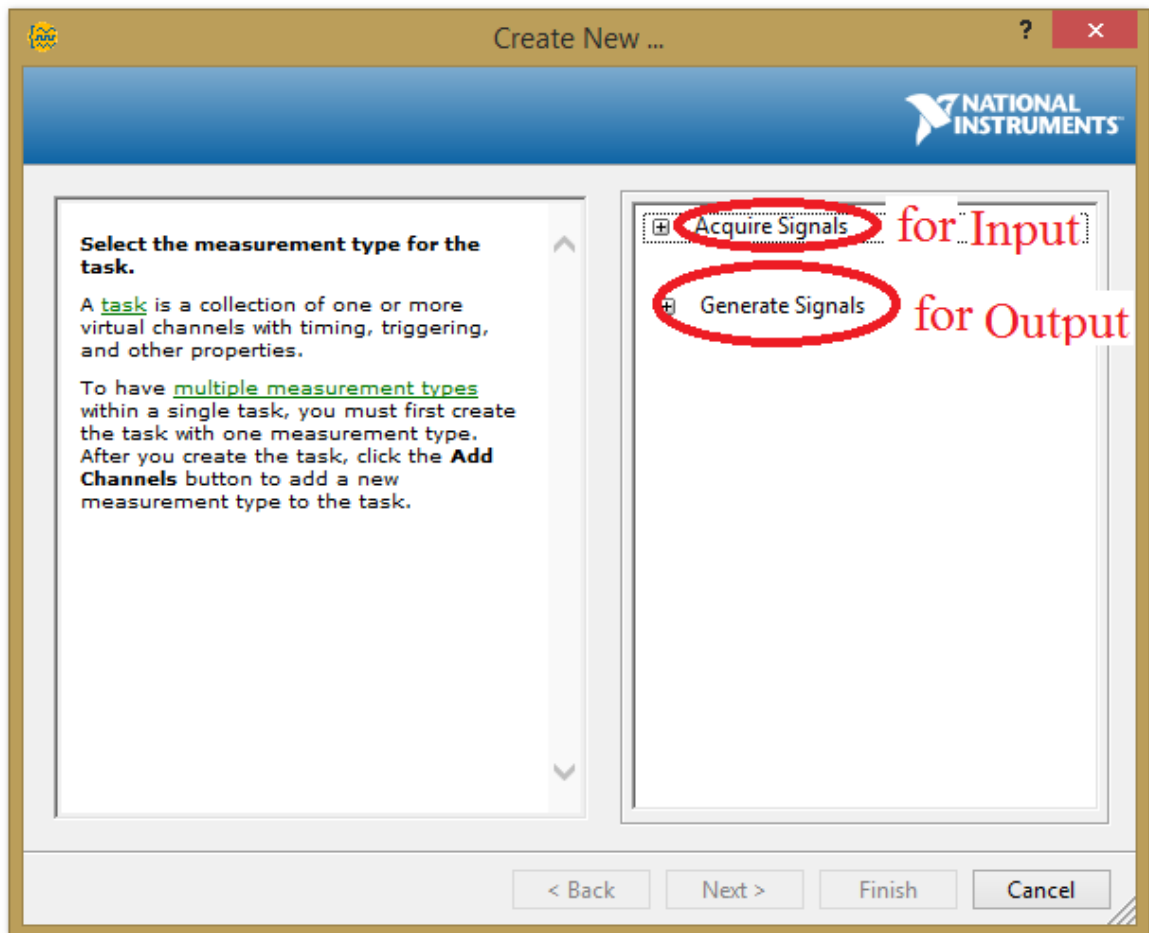 Create New ...
?
×
NATIONAL
INSTRUMENTS
Select the measurement type for the
task.
A task is a collection of one or more
virtual channels with timing, triggering,
and other properties.
To have multiple measurement types
within a single task, you must first create
the task with one measurement type.
After you create the task, click the Add
Channels button to add a new
measurement type to the task.
Acquire Signals for Input
Generate Signals for Output
< Back Next > Finish Cancel